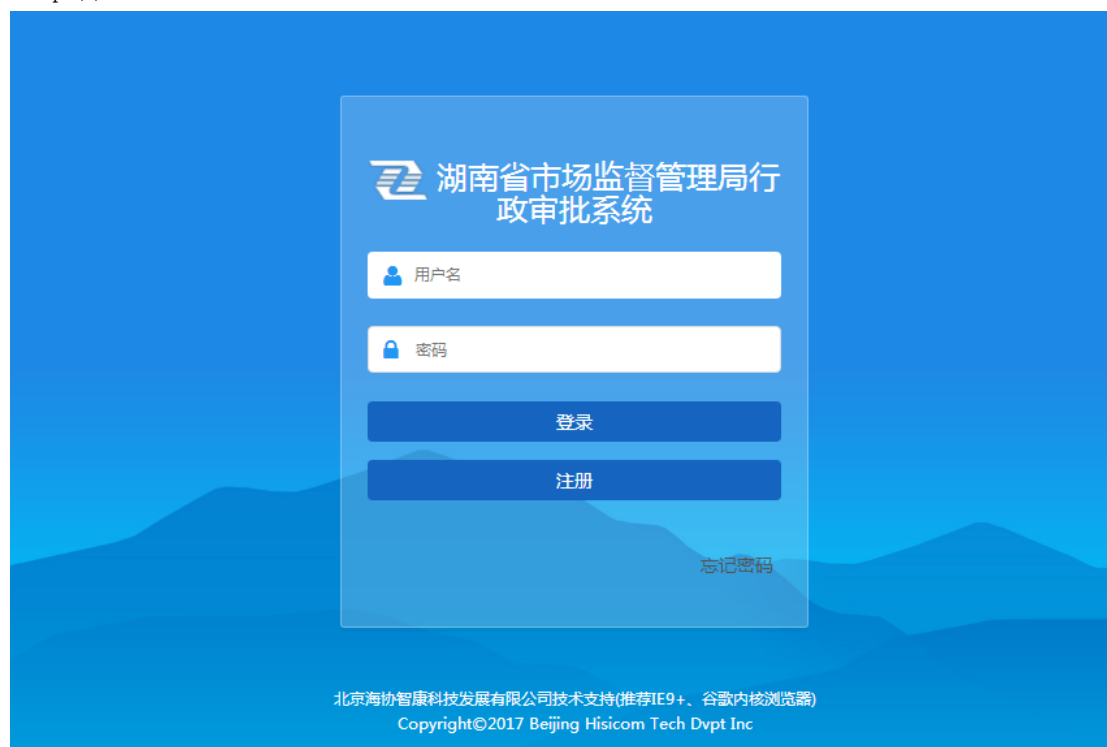 湖南省市场监督管理局行
政审批系统
用户名
密码
登录
注册
忘记密码
北京海协智康科技发展有限公司技术支持(推荐IE9+、谷歌内核浏览器)
Copyright©2017 Beijing Hisicom Tech Dvpt Inc